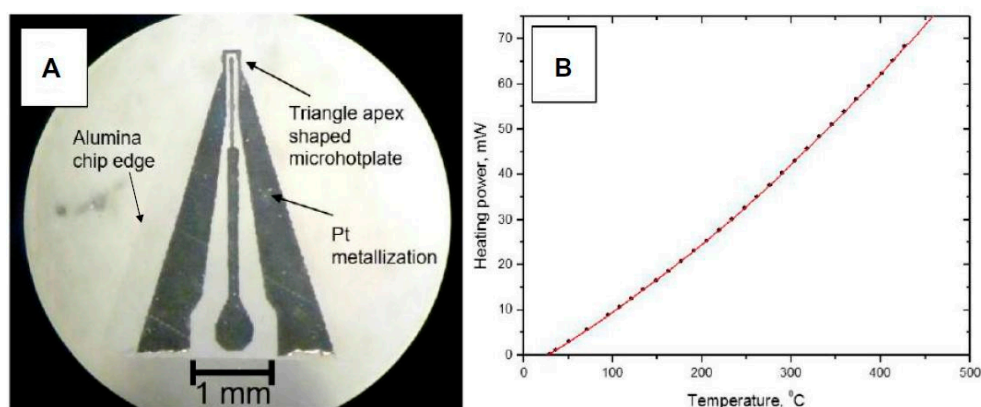 A
Triangle apex
shaped
microhotplate
Alumina
chip edge
Pt
metallization
1 mm
B
Heating power, mW
70
60
50
40
30
20
10
0
0 100 200 300 400 500
Temperature, ⁰C